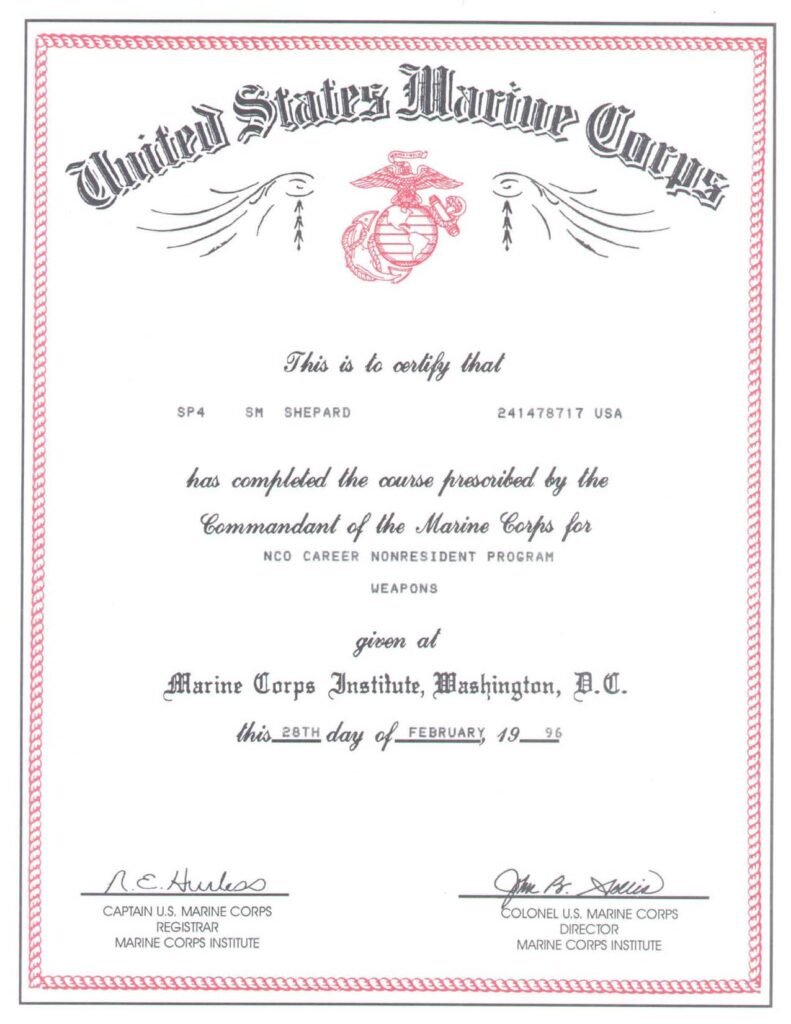 United States Marine Corps
This is to certify that
SP4 SM SHEPARD 241478717 USA
has completed the course prescribed by the
Commandant of the Marine Corps for
NCO CAREER NONRESIDENT PROGRAM
WEAPONS
given at
Marine Corps Institute, Washington, D.C.
this 28TH day of FEBRUARY, 19 96
R. E. Hurless
CAPTAIN U.S. MARINE CORPS
REGISTRAR
MARINE CORPS INSTITUTE
John B. Sollis
COLONEL U.S. MARINE CORPS
DIRECTOR
MARINE CORPS INSTITUTE